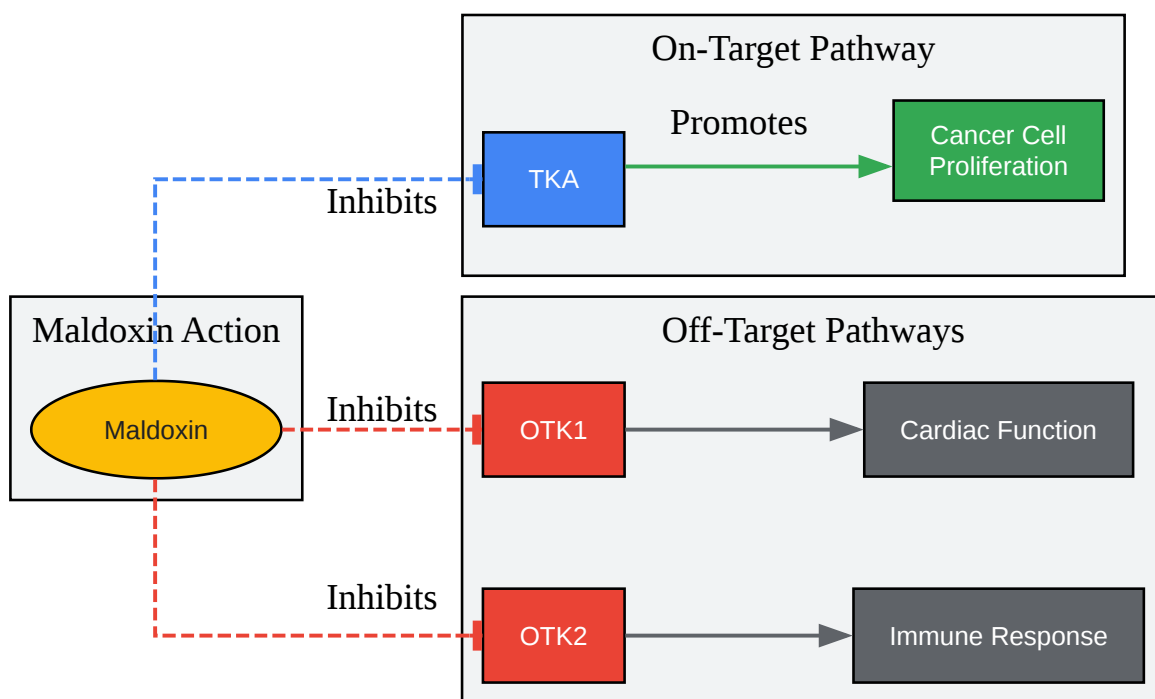 On-Target Pathway
Promotes
Cancer Cell
Proliferation
TKA
Inhibits
Maldoxin Action
Maldoxin
Off-Target Pathways
Inhibits
OTK1
Cardiac Function
Inhibits
OTK2
Immune Response